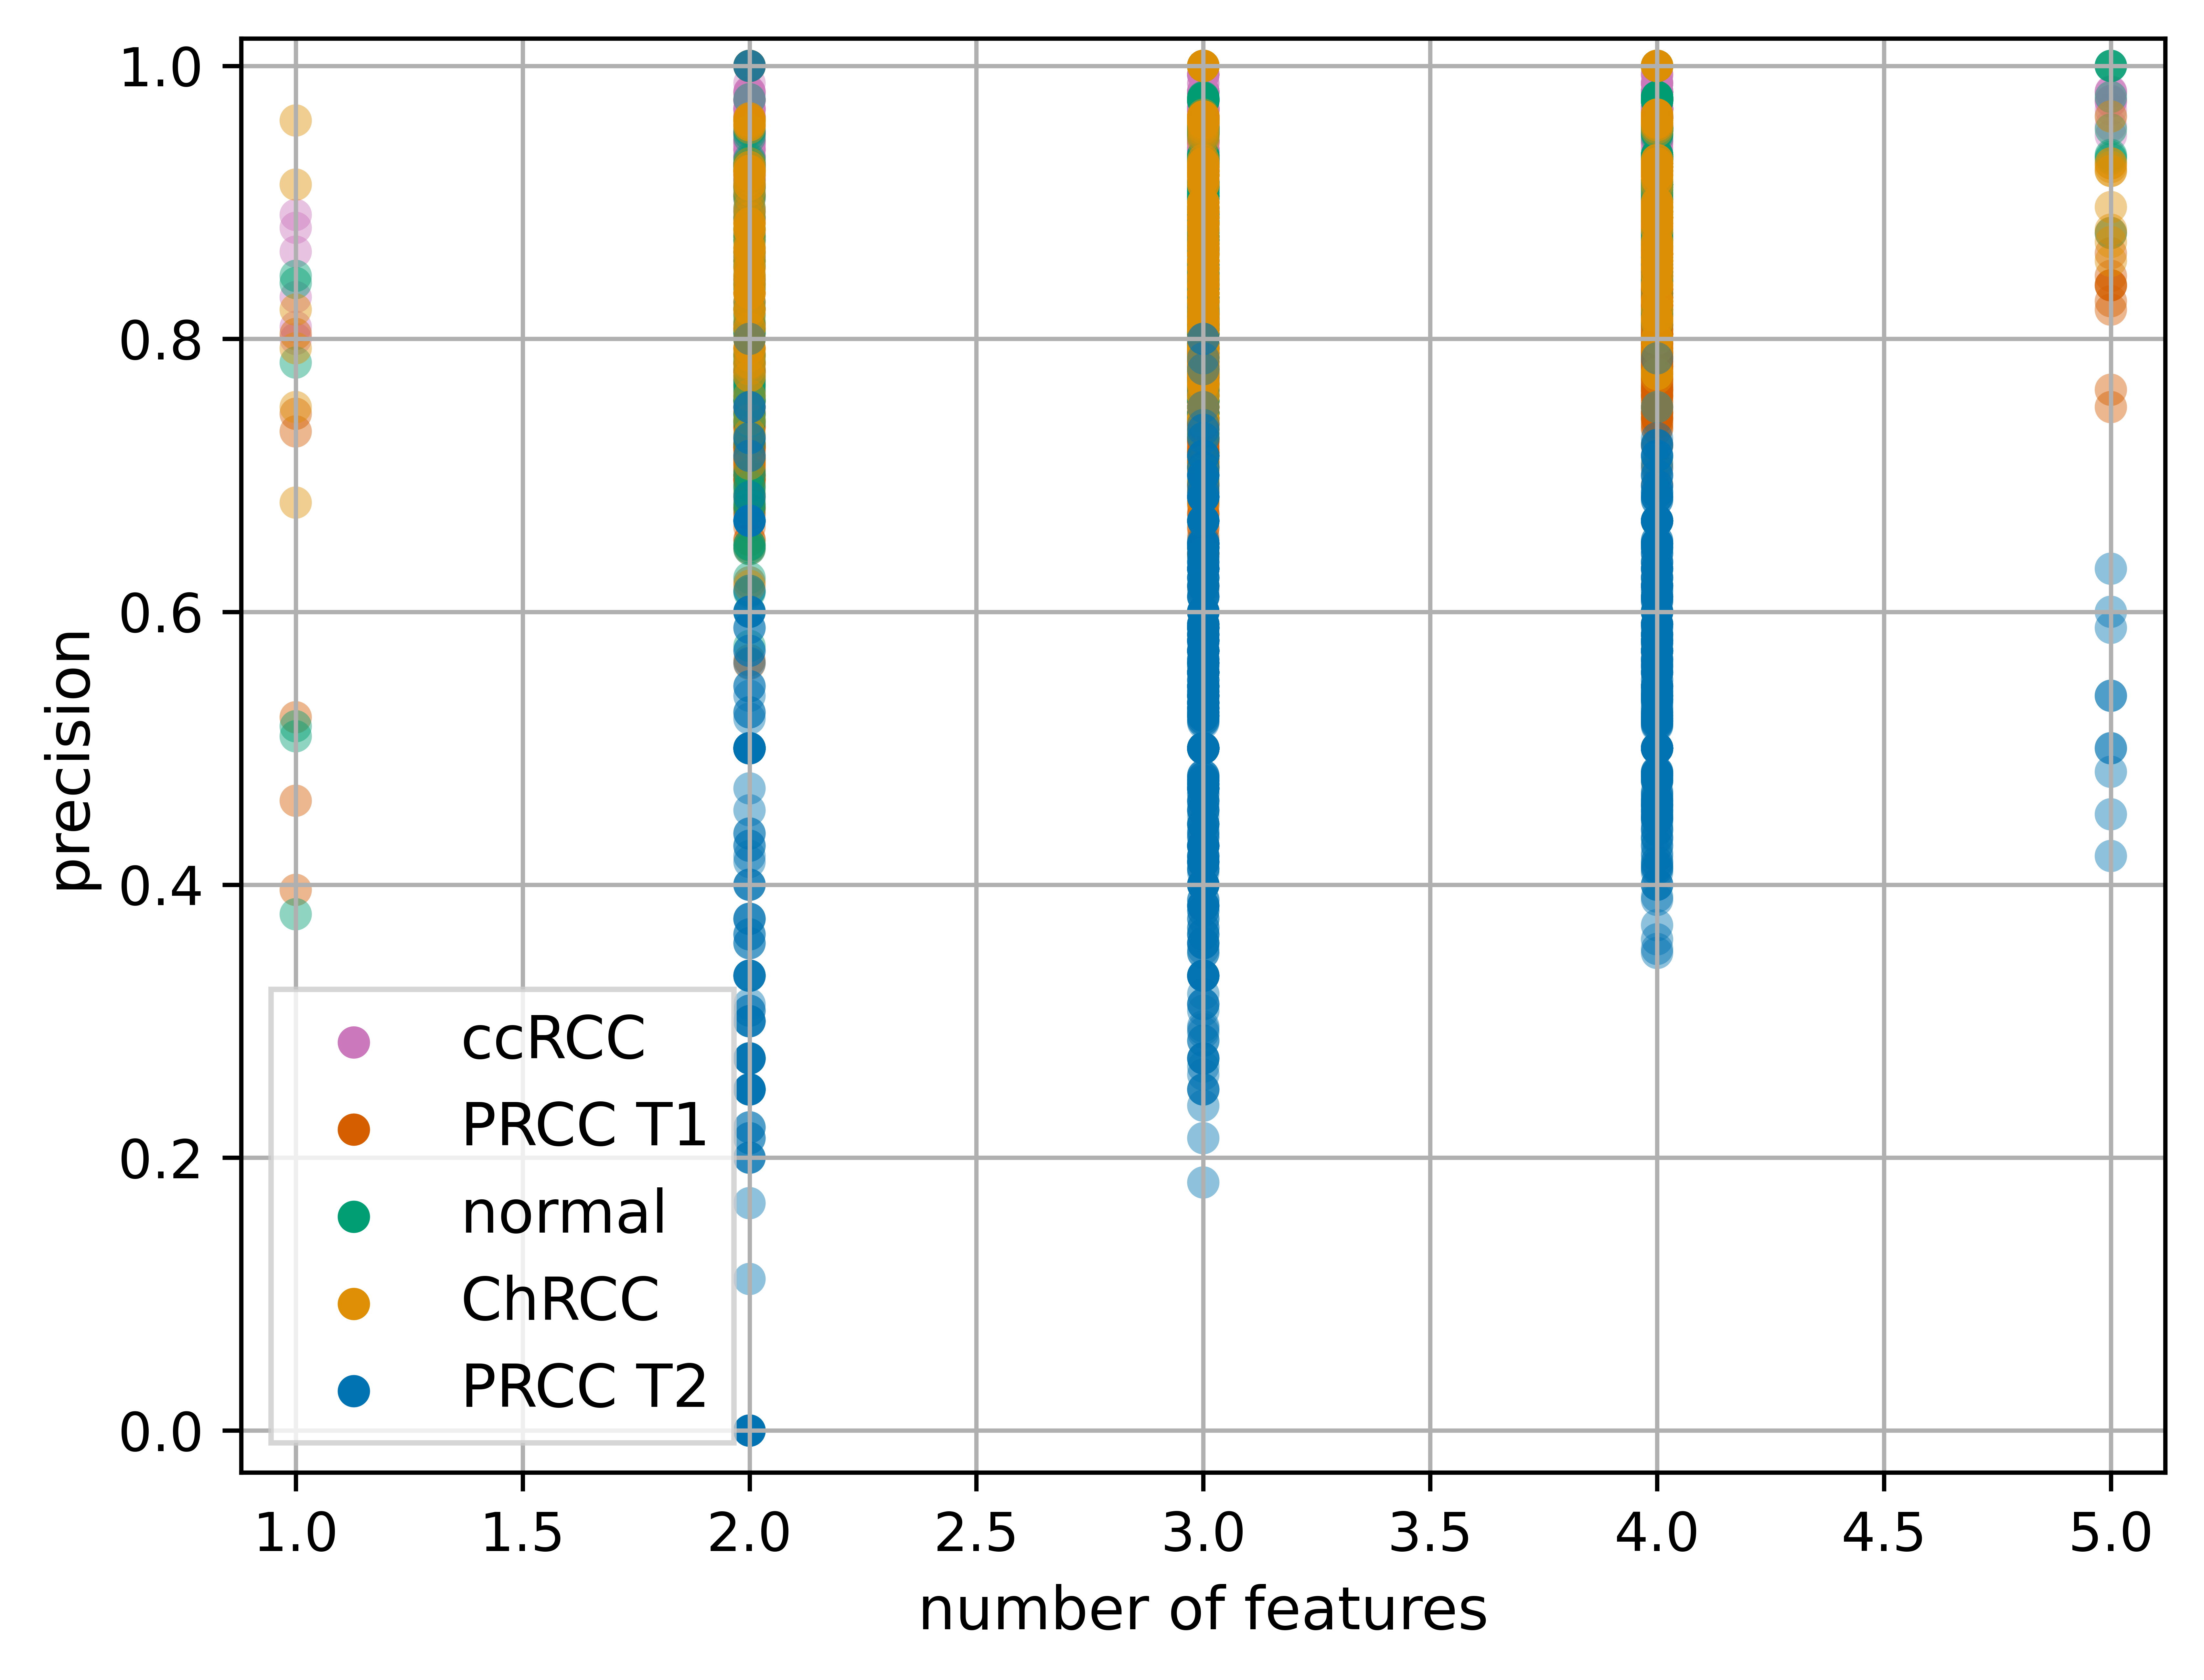 precision
1.0
0.8
0.6
0.4
0.2
0.0
ccRCC
PRCC T1
normal
ChRCC
PRCC T2
1.0 1.5 2.0 2.5 3.0 3.5 4.0 4.5 5.0
number of features